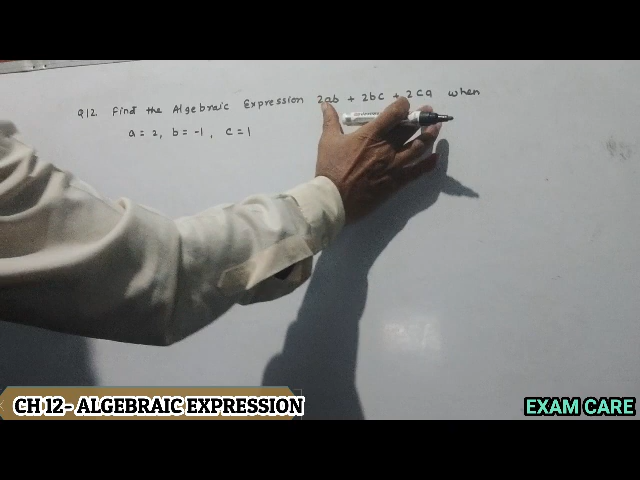 Q12. Find the Algebraic Expression 2ab + 2bc + 2ca when
a = 2, b = -1, c = 1
CH 12- ALGEBRAIC EXPRESSION
EXAM CARE